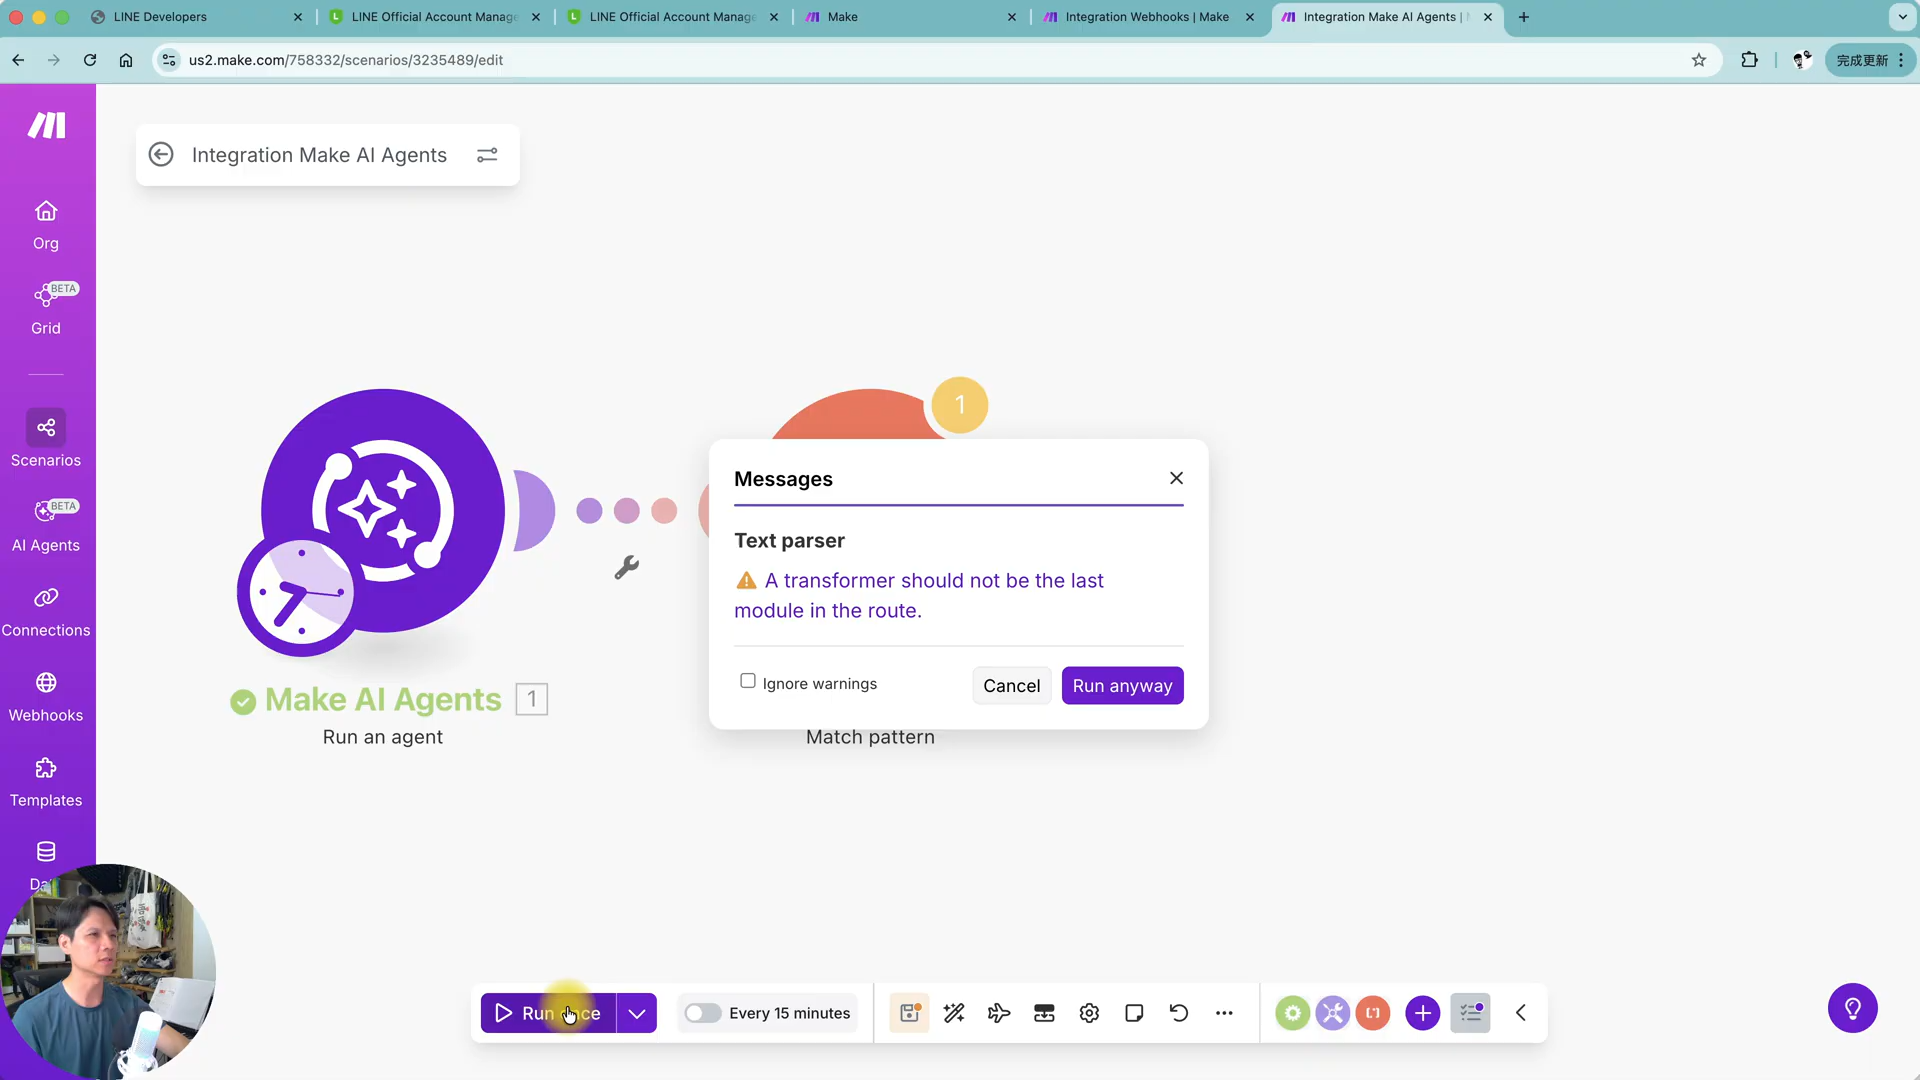 LINE Developers
LINE Official Account Manag
LINE Official Account Manag
Make
Integration Webhooks | Make
Integration Make AI Agents |
us2.make.com/758332/scenarios/3235489/edit
完成更新
Integration Make AI Agents
Org
BETA
Grid
Scenarios
BETA
AI Agents
Connections
Webhooks
Templates
1
Messages
Text parser
A transformer should not be the last
module in the route.
Ignore warnings
Cancel
Run anyway
Make AI Agents
1
Run an agent
Match pattern
Run
Every 15 minutes